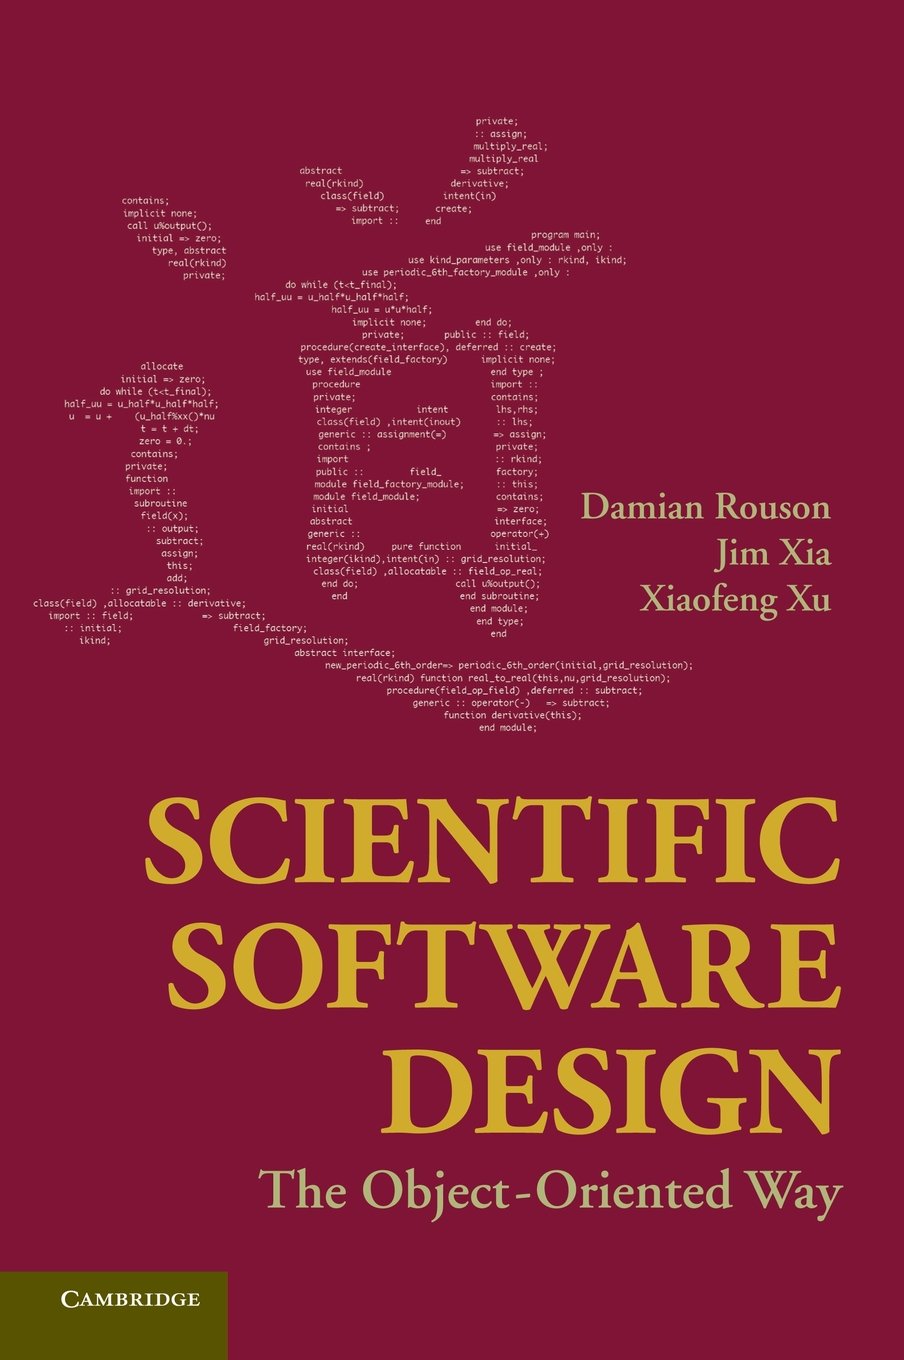 private;
:: assign;
multiply_real;
multiply_real
abstract => subtract;
real(rkind) derivative;
class(field) intent(in)
contains;
=> subtract; create;
implicit none;
import :: end
call u%output();
initial => zero; program main;
type, abstract use field_module ,only :
real(rkind) use kind_parameters ,only : rkind, ikind;
private; use periodic_6th_factory_module ,only :
do while (t<t_final);
half_uu = u_half*u_half*half;
half_uu = u*u*half;
implicit none; end do;
private; public :: field;
procedure(create_interface), deferred :: create;
type, extends(field_factory) implicit none;
allocate use field_module end type ;
initial => zero; procedure import ::
do while (t<t_final); private; contains;
half_uu = u_half*u_half*half; integer intent lhs,rhs;
u = u + (u_half%xx()*nu class(field) ,intent(inout) :: lhs;
t = t + dt; generic :: assignment(=) => assign;
zero = 0.; contains ; private;
contains; import :: rkind;
private; public :: field_ factory;
function module field_factory_module; :: this;
import :: module field_module; contains;
subroutine initial => zero;
field(x); abstract interface;
:: output; generic :: operator(+)
subtract; real(rkind) pure function initial_
assign; integer(ikind),intent(in) :: grid_resolution;
this; class(field) ,allocatable :: field_op_real;
add; end do; call u%output();
:: grid_resolution; end end subroutine;
class(field) ,allocatable :: derivative; end module;
import :: field; => subtract; end type;
:: initial; field_factory; end
ikind; grid_resolution;
abstract interface;
new_periodic_6th_order=> periodic_6th_order(initial,grid_resolution);
real(rkind) function real_to_real(this,nu,grid_resolution);
procedure(field_op_field) ,deferred :: subtract;
generic :: operator(-) => subtract;
function derivative(this);
end module;
Damian Rouson
Jim Xia
Xiaofeng Xu
SCIENTIFIC
SOFTWARE
DESIGN
The Object-Oriented Way
CAMBRIDGE